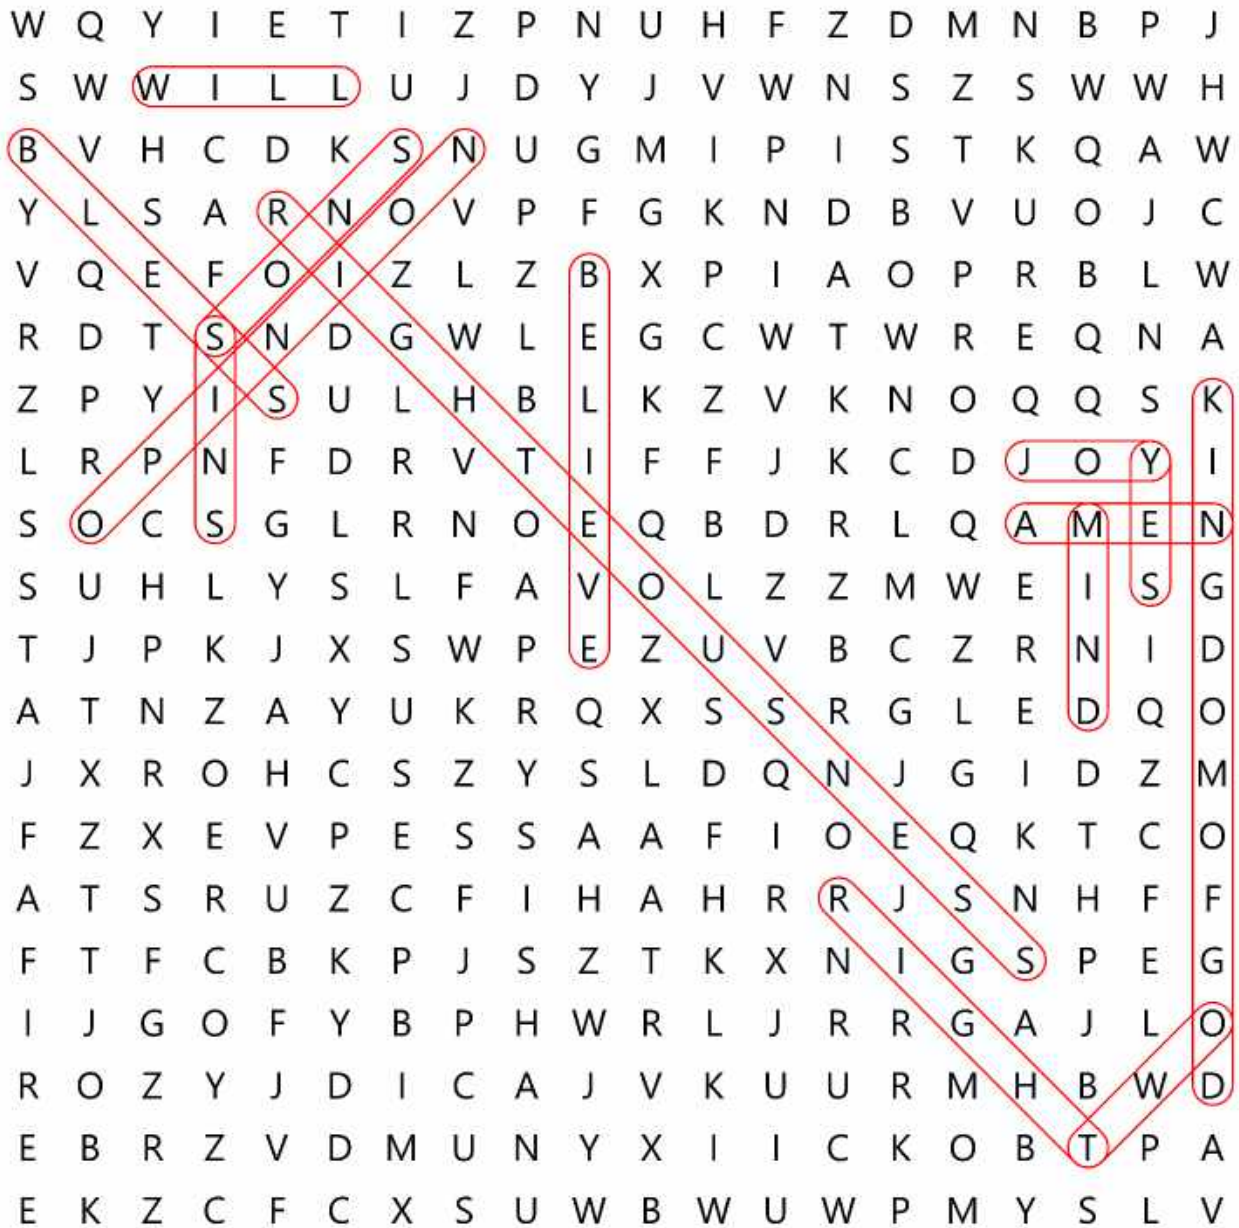 W Q Y I E T I Z P N U H F Z D M N B P J
S W W I L L U J D Y J V W N S Z S W W H
B V H C D K S N U G M I P I S T K Q A W
Y L S A R N O V P F G K N D B V U O J C
V Q E F O I Z L Z B X P I A O P R B L W
R D T S N D G W L E G C W T W R E Q N A
Z P Y I S U L H B L K Z V K N O Q Q S K
L R P N F D R V T I F F J K C D J O Y I
S O C S G L R N O E Q B D R L Q A M E N
S U H L Y S L F A V O L Z Z M W E I S G
T J P K J X S W P E Z U V B C Z R N I D
A T N Z A Y U K R Q X S S R G L E D Q O
J X R O H C S Z Y S L D Q N J G I D Z M
F Z X E V P E S S A A F I O E Q K T C O
A T S R U Z C F I H A H R R J S N H F F
F T F C B K P J S Z T K X N I G S P E G
I J G O F Y B P H W R L J R R G A J L O
R O Z Y J D I C A J V K U U R M H B W D
E B R Z V D M U N Y X I I C K O B T P A
E K Z C F C X S U W B W U W P M Y S L V